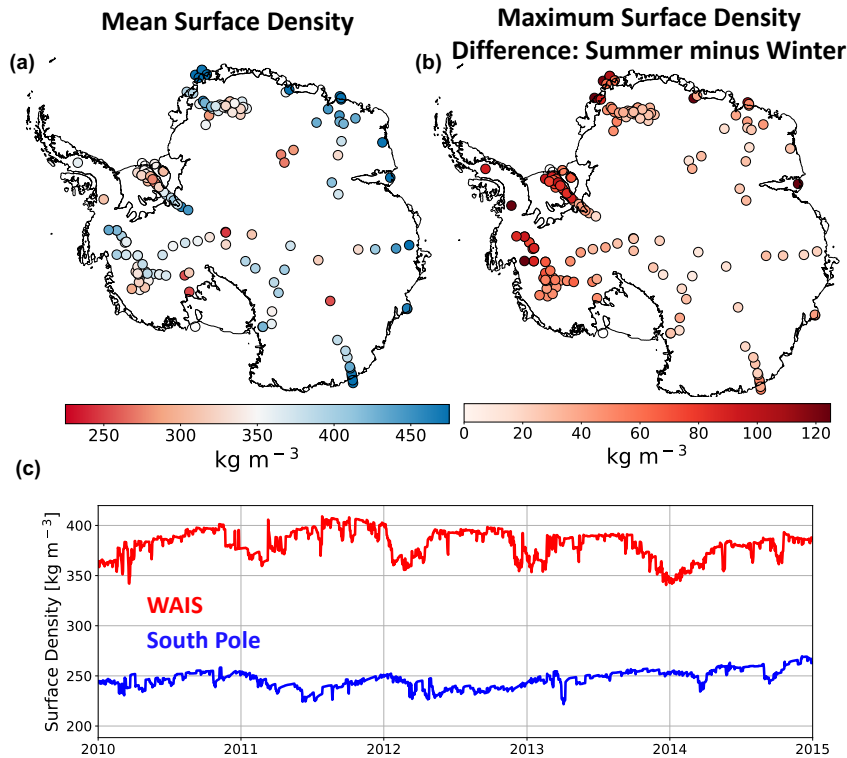 Mean Surface Density
Maximum Surface Density
Difference: Summer minus Winter
(a)
(b)
250 300 350 400 450
kg m⁻³
0 20 40 60 80 100 120
kg m⁻³
(c)
Surface Density [kg m⁻³]
400
350
300
250
200
WAIS
South Pole
2010 2011 2012 2013 2014 2015